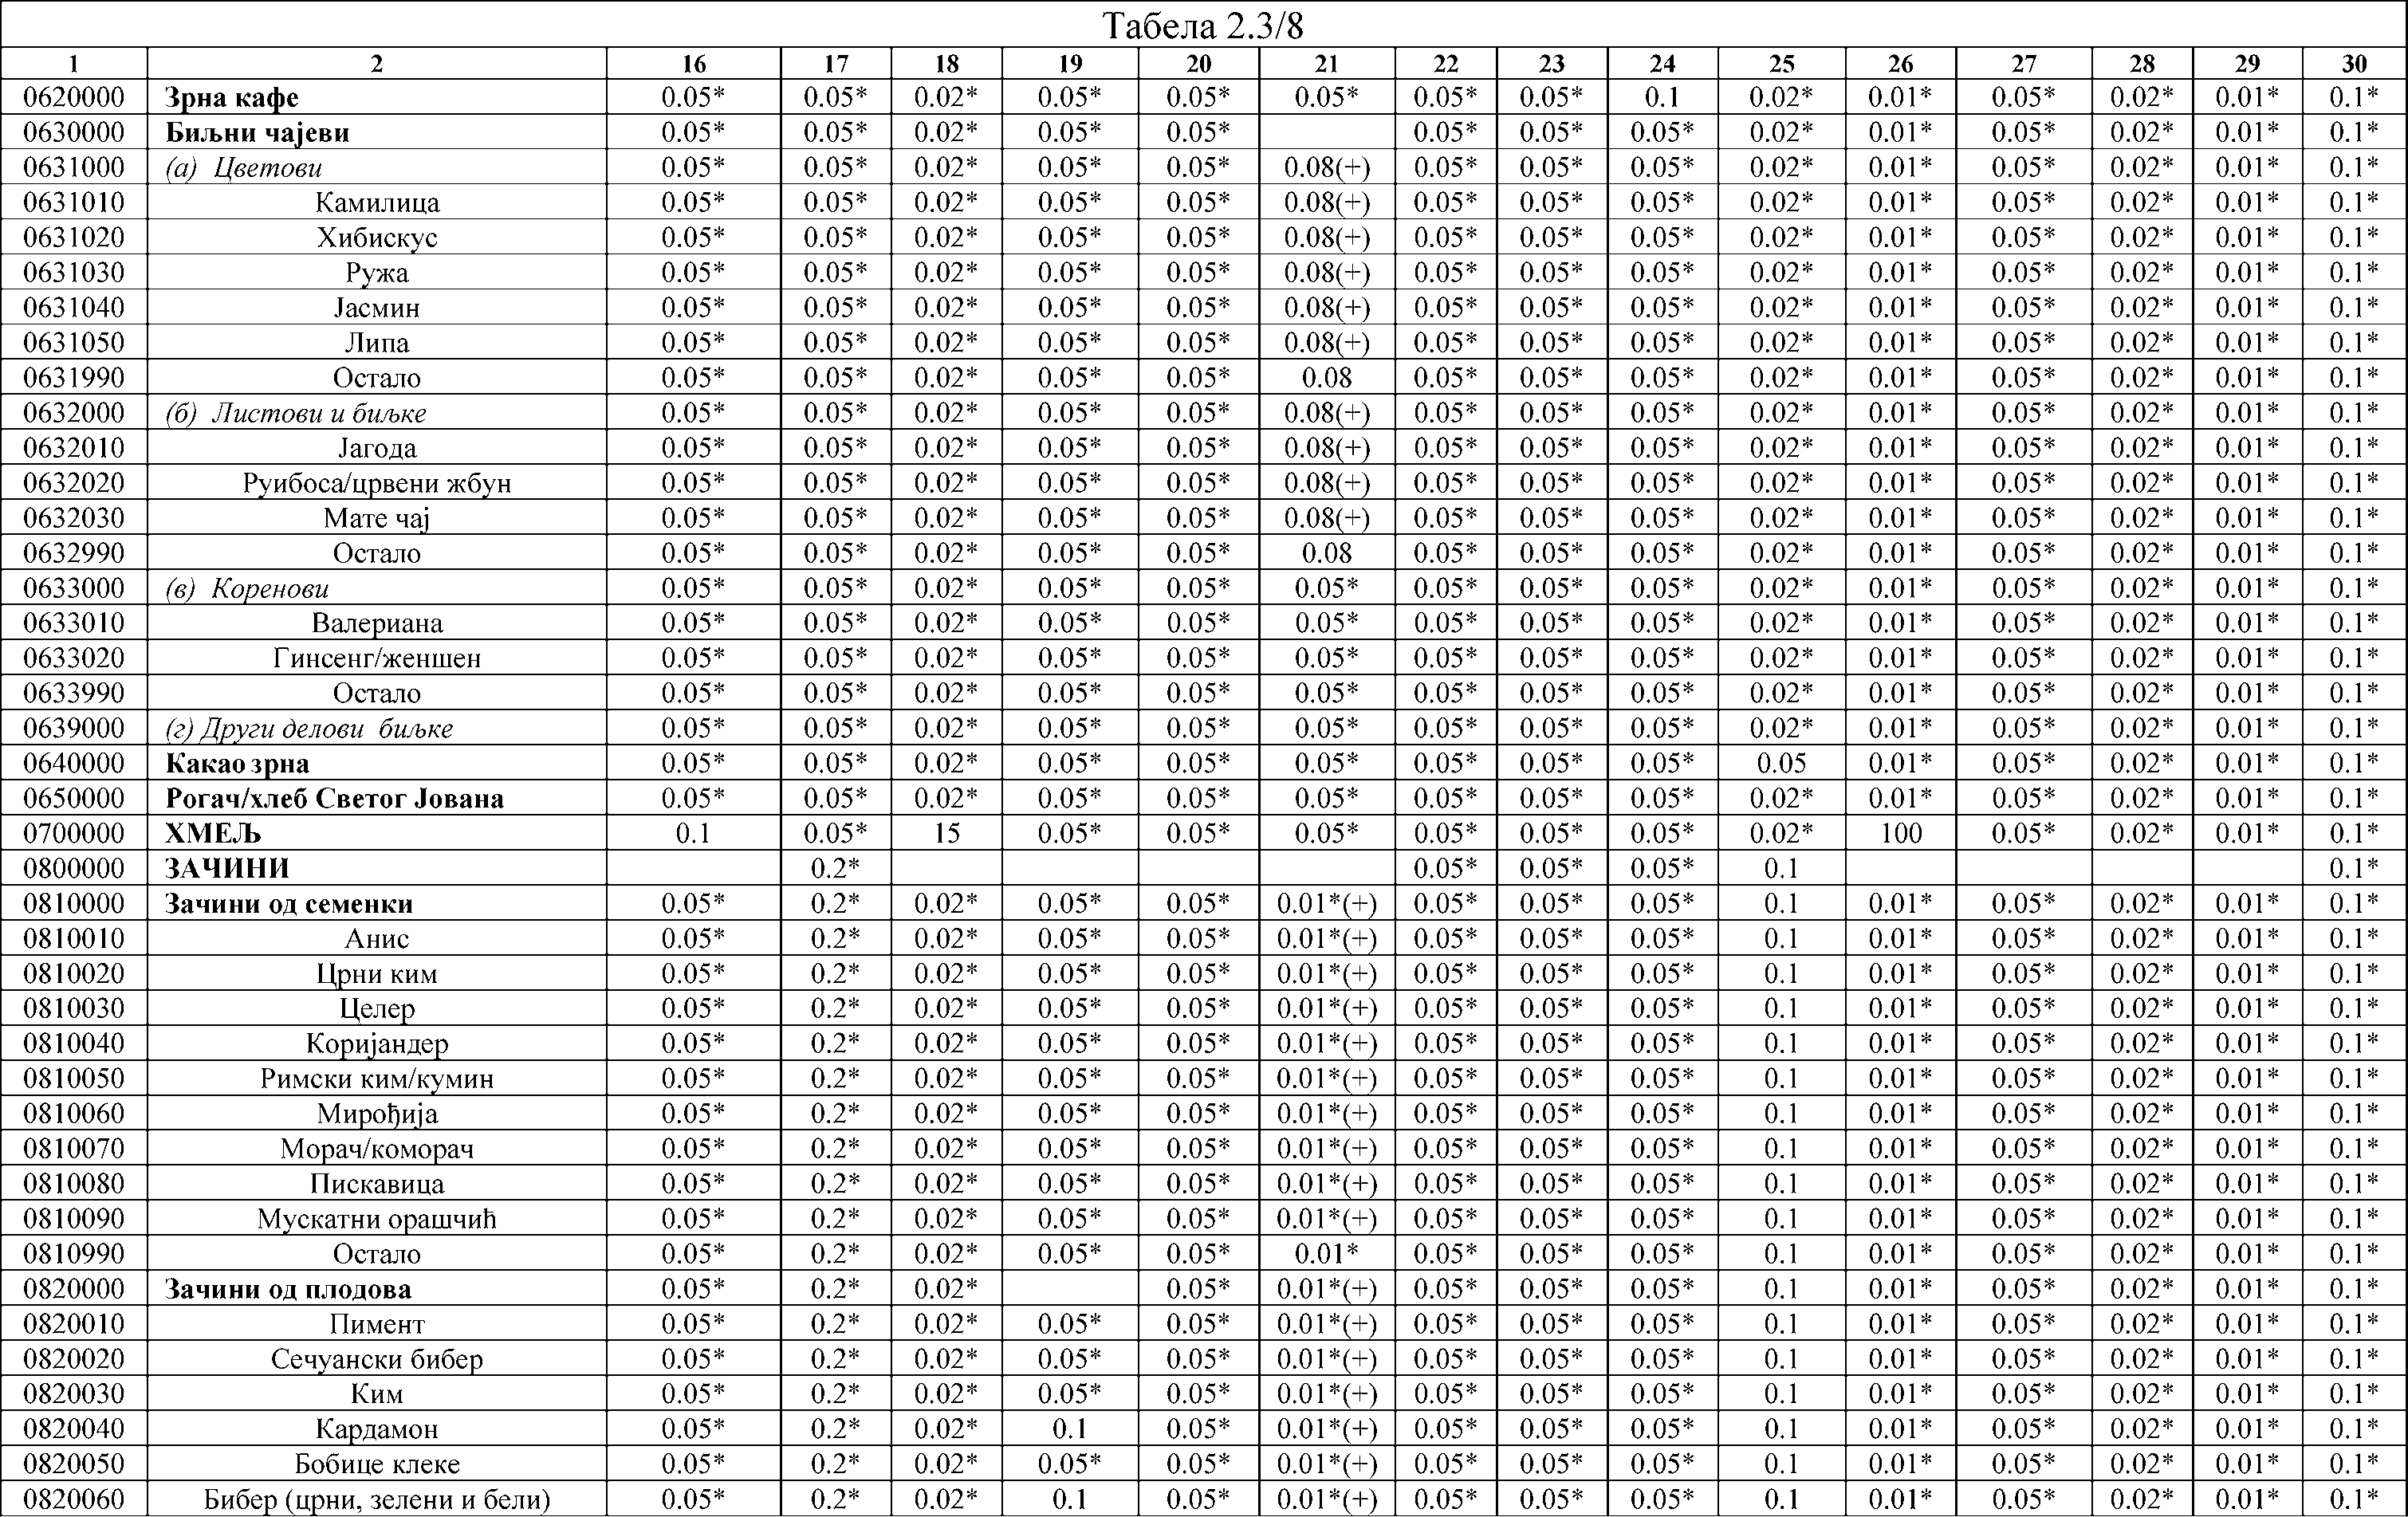 Табела 2.3/8
1 2 16 17 18 19 20 21 22 23 24 25 26 27 28 29 30
0620000 Зрна кафе 0.05* 0.05* 0.02* 0.05* 0.05* 0.05* 0.05* 0.05* 0.1 0.02* 0.01* 0.05* 0.02* 0.01* 0.1*
0630000 Биљни чајеви 0.05* 0.05* 0.02* 0.05* 0.05* 0.05* 0.05* 0.05* 0.02* 0.01* 0.05* 0.02* 0.01* 0.1*
0631000 (а) Цветови 0.05* 0.05* 0.02* 0.05* 0.05* 0.08(+) 0.05* 0.05* 0.05* 0.02* 0.01* 0.05* 0.02* 0.01* 0.1*
0631010 Камилица 0.05* 0.05* 0.02* 0.05* 0.05* 0.08(+) 0.05* 0.05* 0.05* 0.02* 0.01* 0.05* 0.02* 0.01* 0.1*
0631020 Хибискус 0.05* 0.05* 0.02* 0.05* 0.05* 0.08(+) 0.05* 0.05* 0.05* 0.02* 0.01* 0.05* 0.02* 0.01* 0.1*
0631030 Ружа 0.05* 0.05* 0.02* 0.05* 0.05* 0.08(+) 0.05* 0.05* 0.05* 0.02* 0.01* 0.05* 0.02* 0.01* 0.1*
0631040 Јасмин 0.05* 0.05* 0.02* 0.05* 0.05* 0.08(+) 0.05* 0.05* 0.05* 0.02* 0.01* 0.05* 0.02* 0.01* 0.1*
0631050 Липа 0.05* 0.05* 0.02* 0.05* 0.05* 0.08(+) 0.05* 0.05* 0.05* 0.02* 0.01* 0.05* 0.02* 0.01* 0.1*
0631990 Остало 0.05* 0.05* 0.02* 0.05* 0.05* 0.08 0.05* 0.05* 0.05* 0.02* 0.01* 0.05* 0.02* 0.01* 0.1*
0632000 (б) Листови и биљке 0.05* 0.05* 0.02* 0.05* 0.05* 0.08(+) 0.05* 0.05* 0.05* 0.02* 0.01* 0.05* 0.02* 0.01* 0.1*
0632010 Јагода 0.05* 0.05* 0.02* 0.05* 0.05* 0.08(+) 0.05* 0.05* 0.05* 0.02* 0.01* 0.05* 0.02* 0.01* 0.1*
0632020 Руибоса/црвени жбун 0.05* 0.05* 0.02* 0.05* 0.05* 0.08(+) 0.05* 0.05* 0.05* 0.02* 0.01* 0.05* 0.02* 0.01* 0.1*
0632030 Мате чај 0.05* 0.05* 0.02* 0.05* 0.05* 0.08(+) 0.05* 0.05* 0.05* 0.02* 0.01* 0.05* 0.02* 0.01* 0.1*
0632990 Остало 0.05* 0.05* 0.02* 0.05* 0.05* 0.08 0.05* 0.05* 0.05* 0.02* 0.01* 0.05* 0.02* 0.01* 0.1*
0633000 (в) Коренови 0.05* 0.05* 0.02* 0.05* 0.05* 0.05* 0.05* 0.05* 0.05* 0.02* 0.01* 0.05* 0.02* 0.01* 0.1*
0633010 Валериана 0.05* 0.05* 0.02* 0.05* 0.05* 0.05* 0.05* 0.05* 0.05* 0.02* 0.01* 0.05* 0.02* 0.01* 0.1*
0633020 Гинсенг/женшен 0.05* 0.05* 0.02* 0.05* 0.05* 0.05* 0.05* 0.05* 0.05* 0.02* 0.01* 0.05* 0.02* 0.01* 0.1*
0633990 Остало 0.05* 0.05* 0.02* 0.05* 0.05* 0.05* 0.05* 0.05* 0.05* 0.02* 0.01* 0.05* 0.02* 0.01* 0.1*
0639000 (г) Други делови биљке 0.05* 0.05* 0.02* 0.05* 0.05* 0.05* 0.05* 0.05* 0.05* 0.02* 0.01* 0.05* 0.02* 0.01* 0.1*
0640000 Какао зрна 0.05* 0.05* 0.02* 0.05* 0.05* 0.05* 0.05* 0.05* 0.05* 0.05 0.01* 0.05* 0.02* 0.01* 0.1*
0650000 Рогач/хлеб Светог Јована 0.05* 0.05* 0.02* 0.05* 0.05* 0.05* 0.05* 0.05* 0.05* 0.02* 0.01* 0.05* 0.02* 0.01* 0.1*
0700000 ХМЕЉ 0.1 0.05* 15 0.05* 0.05* 0.05* 0.05* 0.05* 0.05* 0.02* 100 0.05* 0.02* 0.01* 0.1*
0800000 ЗАЧИНИ 0.2* 0.05* 0.05* 0.05* 0.1 0.1*
0810000 Зачини од семенки 0.05* 0.2* 0.02* 0.05* 0.05* 0.01*(+) 0.05* 0.05* 0.05* 0.1 0.01* 0.05* 0.02* 0.01* 0.1*
0810010 Анис 0.05* 0.2* 0.02* 0.05* 0.05* 0.01*(+) 0.05* 0.05* 0.05* 0.1 0.01* 0.05* 0.02* 0.01* 0.1*
0810020 Црни ким 0.05* 0.2* 0.02* 0.05* 0.05* 0.01*(+) 0.05* 0.05* 0.05* 0.1 0.01* 0.05* 0.02* 0.01* 0.1*
0810030 Целер 0.05* 0.2* 0.02* 0.05* 0.05* 0.01*(+) 0.05* 0.05* 0.05* 0.1 0.01* 0.05* 0.02* 0.01* 0.1*
0810040 Коријандер 0.05* 0.2* 0.02* 0.05* 0.05* 0.01*(+) 0.05* 0.05* 0.05* 0.1 0.01* 0.05* 0.02* 0.01* 0.1*
0810050 Римски ким/кумин 0.05* 0.2* 0.02* 0.05* 0.05* 0.01*(+) 0.05* 0.05* 0.05* 0.1 0.01* 0.05* 0.02* 0.01* 0.1*
0810060 Мирођија 0.05* 0.2* 0.02* 0.05* 0.05* 0.01*(+) 0.05* 0.05* 0.05* 0.1 0.01* 0.05* 0.02* 0.01* 0.1*
0810070 Морач/коморач 0.05* 0.2* 0.02* 0.05* 0.05* 0.01*(+) 0.05* 0.05* 0.05* 0.1 0.01* 0.05* 0.02* 0.01* 0.1*
0810080 Пискавица 0.05* 0.2* 0.02* 0.05* 0.05* 0.01*(+) 0.05* 0.05* 0.05* 0.1 0.01* 0.05* 0.02* 0.01* 0.1*
0810090 Мускатни орашчић 0.05* 0.2* 0.02* 0.05* 0.05* 0.01*(+) 0.05* 0.05* 0.05* 0.1 0.01* 0.05* 0.02* 0.01* 0.1*
0810990 Остало 0.05* 0.2* 0.02* 0.05* 0.05* 0.01* 0.05* 0.05* 0.05* 0.1 0.01* 0.05* 0.02* 0.01* 0.1*
0820000 Зачини од плодова 0.05* 0.2* 0.02* 0.05* 0.01*(+) 0.05* 0.05* 0.05* 0.1 0.01* 0.05* 0.02* 0.01* 0.1*
0820010 Пимент 0.05* 0.2* 0.02* 0.05* 0.05* 0.01*(+) 0.05* 0.05* 0.05* 0.1 0.01* 0.05* 0.02* 0.01* 0.1*
0820020 Сечуански бибер 0.05* 0.2* 0.02* 0.05* 0.05* 0.01*(+) 0.05* 0.05* 0.05* 0.1 0.01* 0.05* 0.02* 0.01* 0.1*
0820030 Ким 0.05* 0.2* 0.02* 0.05* 0.05* 0.01*(+) 0.05* 0.05* 0.05* 0.1 0.01* 0.05* 0.02* 0.01* 0.1*
0820040 Кардамон 0.05* 0.2* 0.02* 0.1 0.05* 0.01*(+) 0.05* 0.05* 0.05* 0.1 0.01* 0.05* 0.02* 0.01* 0.1*
0820050 Бобице клеке 0.05* 0.2* 0.02* 0.05* 0.05* 0.01*(+) 0.05* 0.05* 0.05* 0.1 0.01* 0.05* 0.02* 0.01* 0.1*
0820060 Бибер (црни, зелени и бели) 0.05* 0.2* 0.02* 0.1 0.05* 0.01*(+) 0.05* 0.05* 0.05* 0.1 0.01* 0.05* 0.02* 0.01* 0.1*